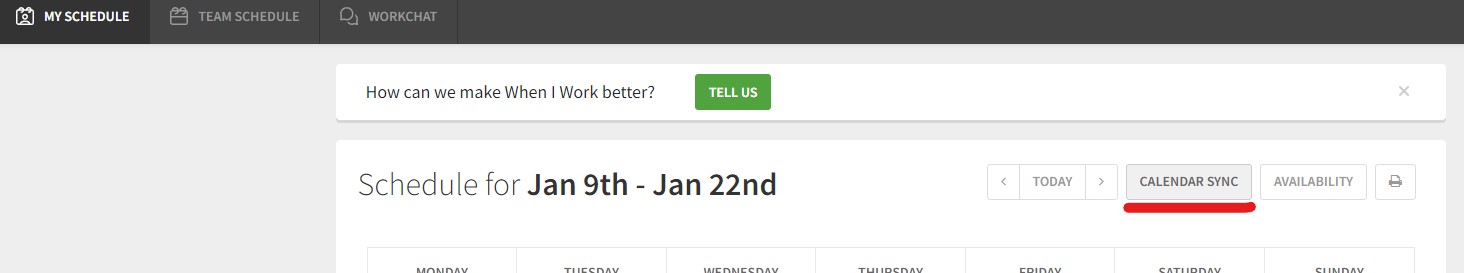 MY SCHEDULE
TEAM SCHEDULE
WORKCHAT
How can we make When I Work better?
TELL US
Schedule for Jan 9th - Jan 22nd
TODAY
CALENDAR SYNC
AVAILABILITY
MONDAY TUESDAY WEDNESDAY THURSDAY FRIDAY SATURDAY SUNDAY